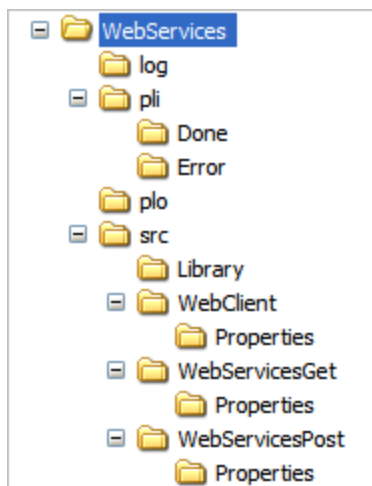 WebServices
log
pli
Done
Error
plo
src
Library
WebClient
Properties
WebServicesGet
Properties
WebServicesPost
Properties